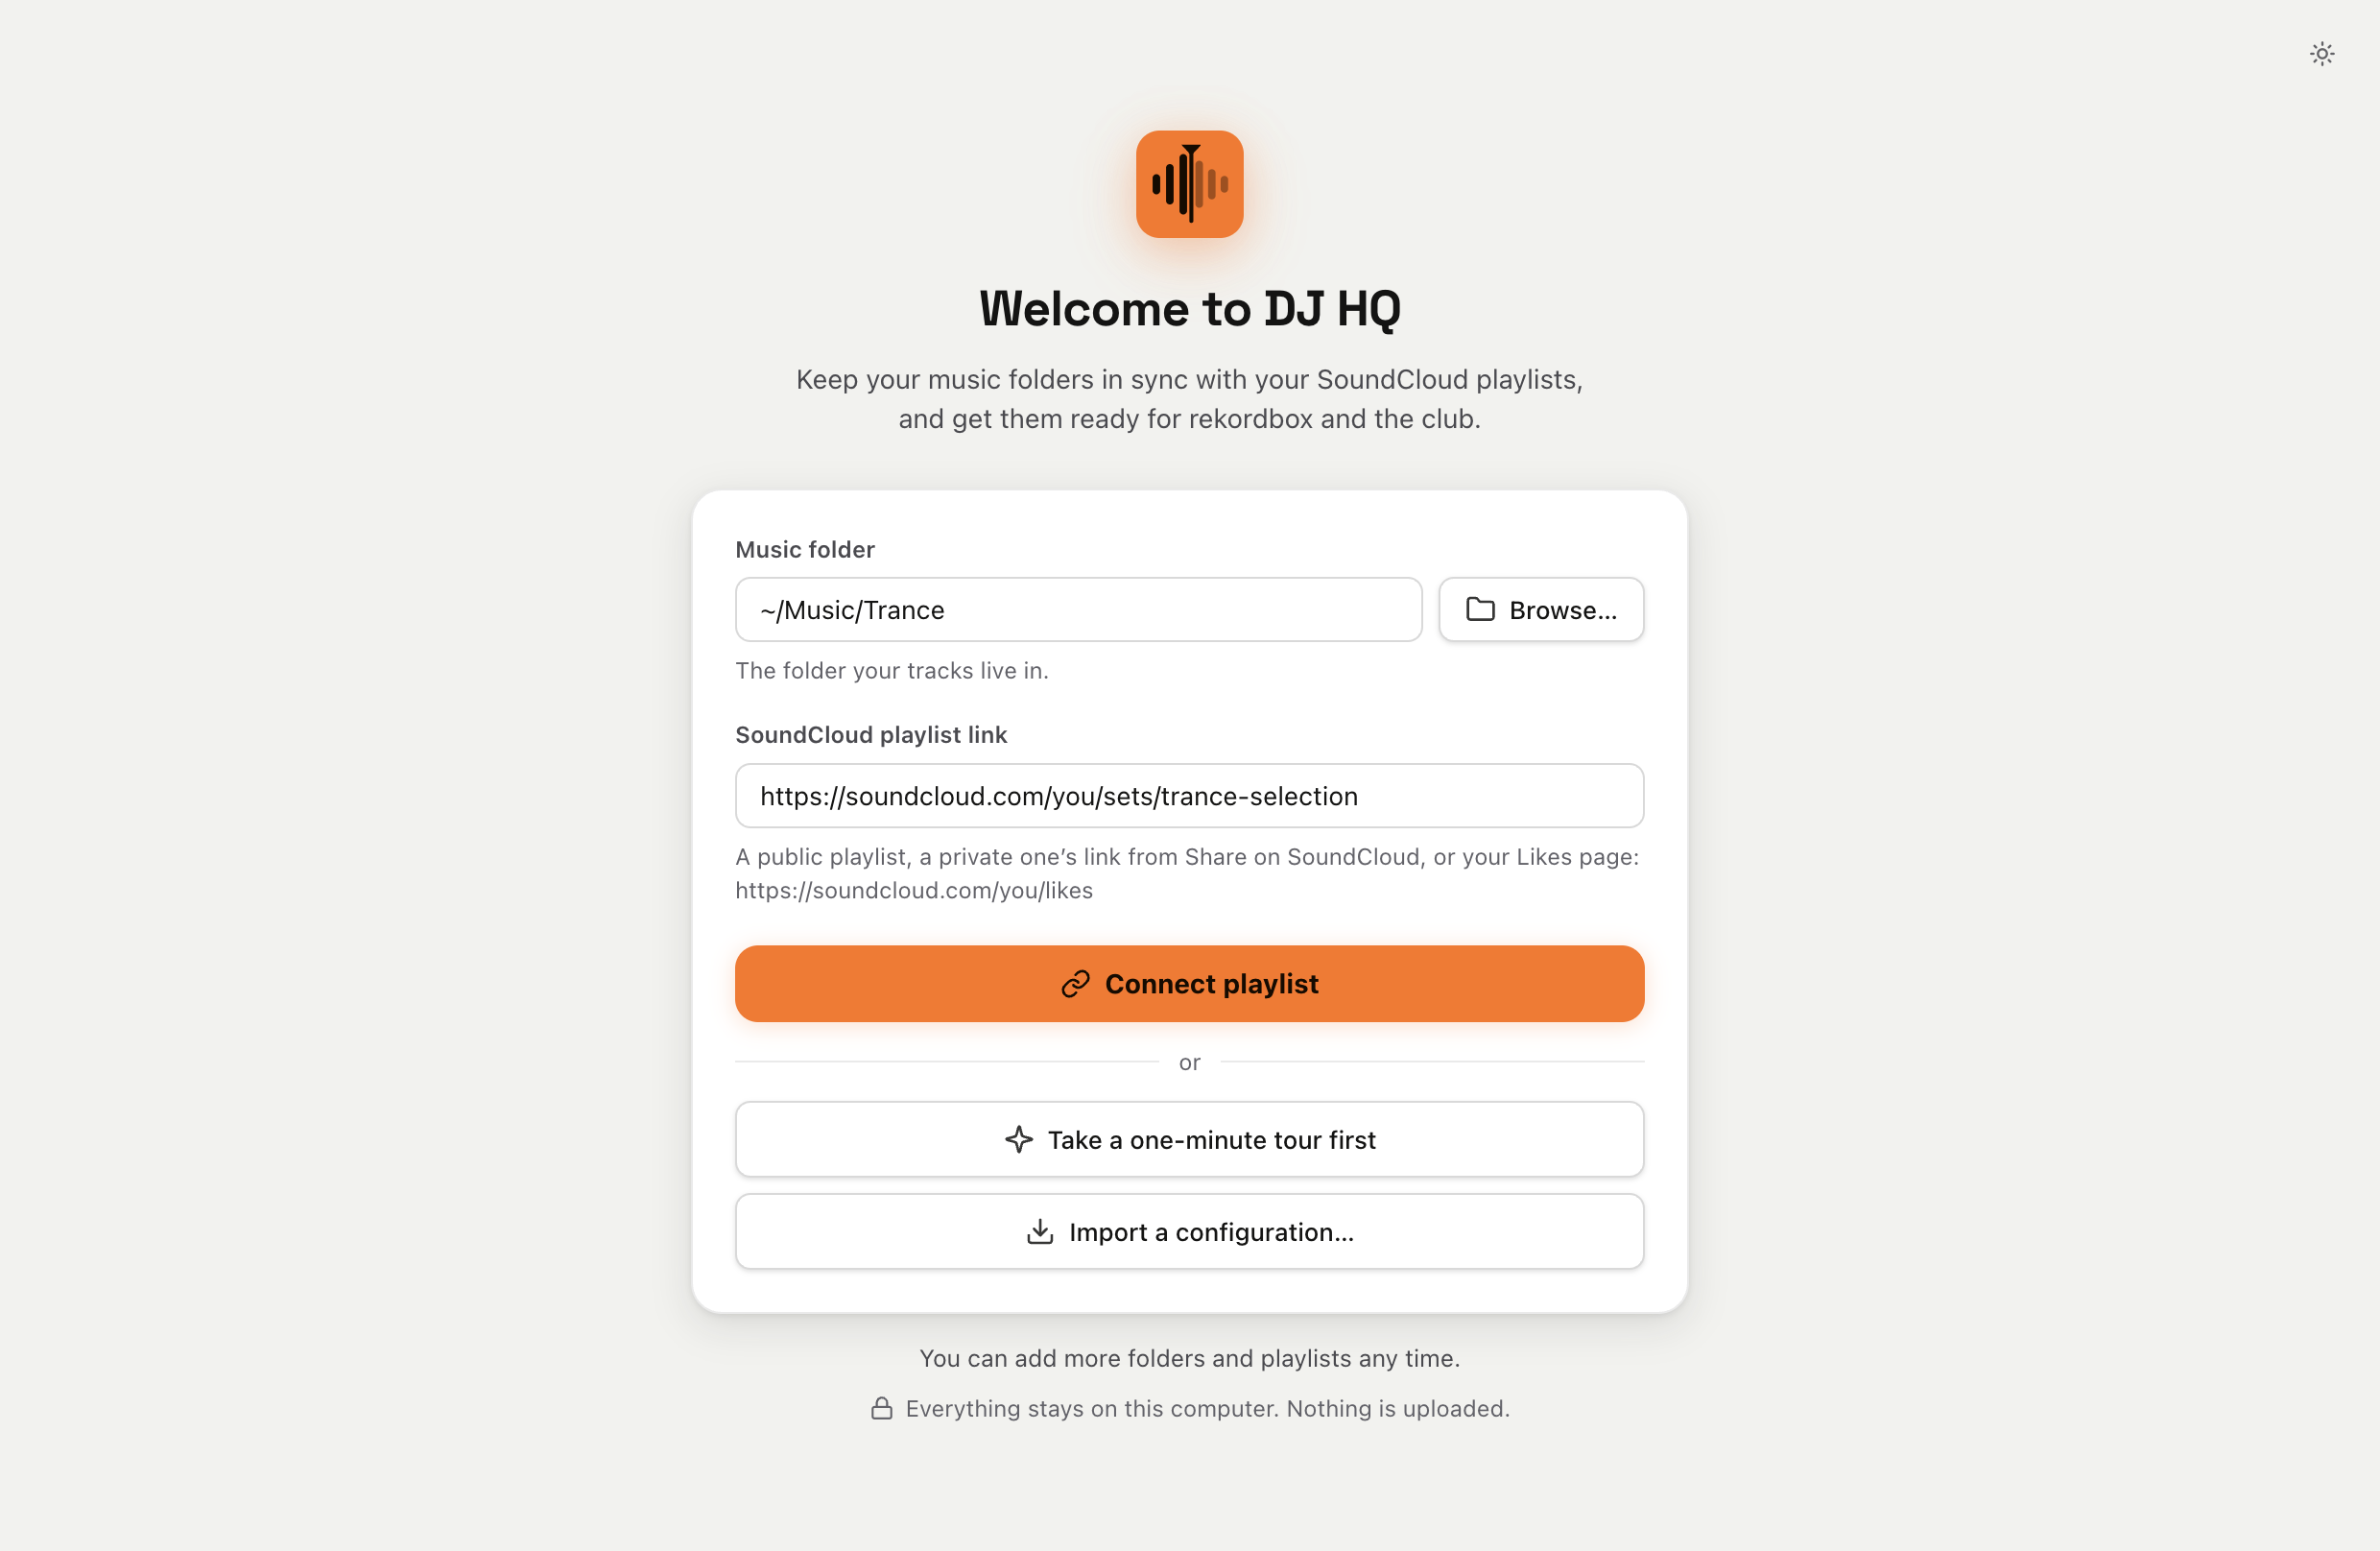 Welcome to DJ HQ
Keep your music folders in sync with your SoundCloud playlists,
and get them ready for rekordbox and the club.
Music folder
~/Music/Trance
Browse...
The folder your tracks live in.
SoundCloud playlist link
https://soundcloud.com/you/sets/trance-selection
A public playlist, a private one’s link from Share on SoundCloud, or your Likes page:
https://soundcloud.com/you/likes
Connect playlist
or
Take a one-minute tour first
Import a configuration...
You can add more folders and playlists any time.
Everything stays on this computer. Nothing is uploaded.